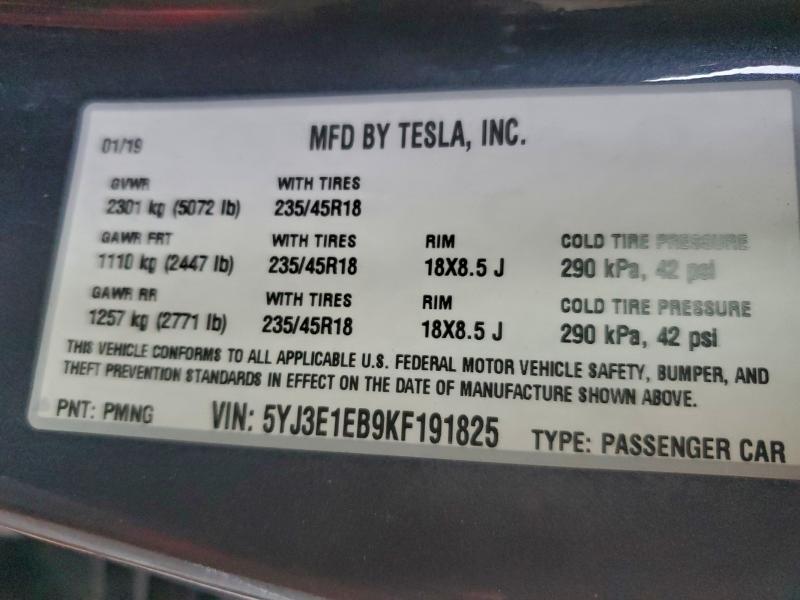 01/19 MFD BY TESLA, INC.
GVWR WITH TIRES
2301 kg (5072 lb) 235/45R18
GAWR FRT WITH TIRES RIM COLD TIRE PRESSURE
1110 kg (2447 lb) 235/45R18 18X8.5 J 290 kPa, 42 psi
GAWR RR WITH TIRES RIM COLD TIRE PRESSURE
1257 kg (2771 lb) 235/45R18 18X8.5 J 290 kPa, 42 psi
THIS VEHICLE CONFORMS TO ALL APPLICABLE U.S. FEDERAL MOTOR VEHICLE SAFETY, BUMPER, AND
THEFT PREVENTION STANDARDS IN EFFECT ON THE DATE OF MANUFACTURE SHOWN ABOVE.
PNT: PMNG VIN: 5YJ3E1EB9KF191825 TYPE: PASSENGER CAR